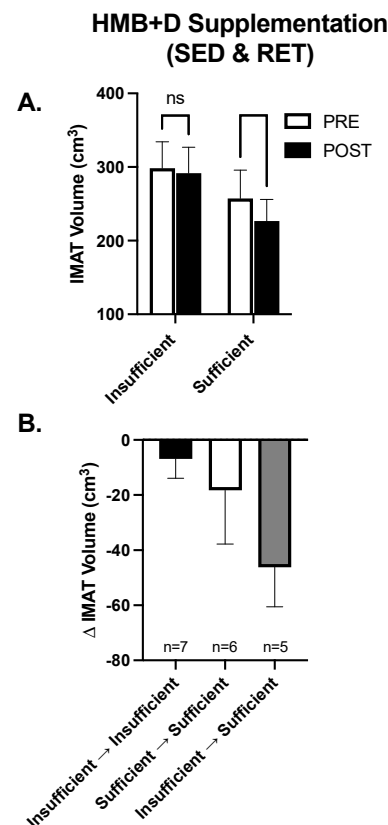 HMB+D Supplementation
(SED & RET)
A.
400
300
200
100
IMAT Volume (cm³)
ns
PRE
POST
Insufficient
Sufficient
B.
0
-20
-40
-60
-80
Δ IMAT Volume (cm³)
n=7 n=6 n=5
Insufficient → Insufficient
Sufficient → Sufficient
Insufficient → Sufficient